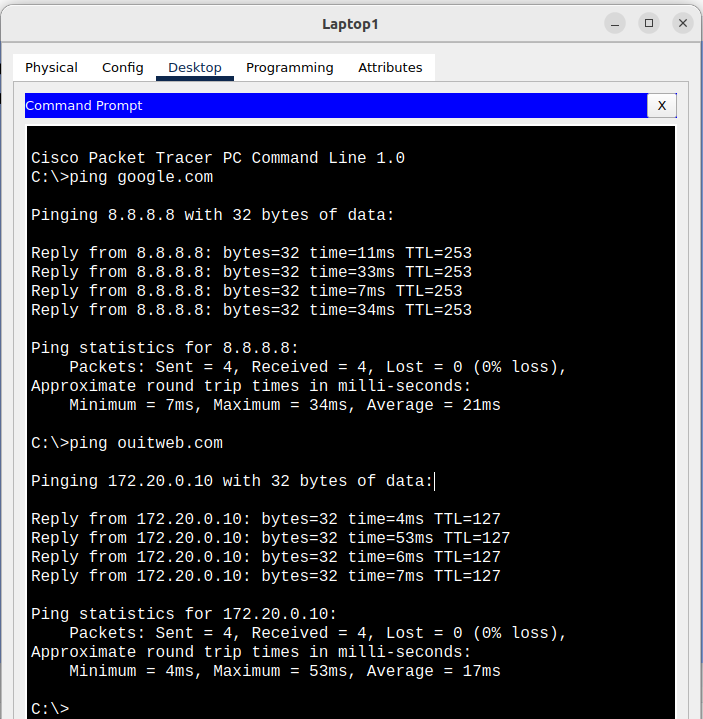 Laptop1
Physical Config Desktop Programming Attributes
Command Prompt X
Cisco Packet Tracer PC Command Line 1.0
C:\>ping google.com
Pinging 8.8.8.8 with 32 bytes of data:
Reply from 8.8.8.8: bytes=32 time=11ms TTL=253
Reply from 8.8.8.8: bytes=32 time=33ms TTL=253
Reply from 8.8.8.8: bytes=32 time=7ms TTL=253
Reply from 8.8.8.8: bytes=32 time=34ms TTL=253
Ping statistics for 8.8.8.8:
    Packets: Sent = 4, Received = 4, Lost = 0 (0% loss),
Approximate round trip times in milli-seconds:
    Minimum = 7ms, Maximum = 34ms, Average = 21ms
C:\>ping ouitweb.com
Pinging 172.20.0.10 with 32 bytes of data:
Reply from 172.20.0.10: bytes=32 time=4ms TTL=127
Reply from 172.20.0.10: bytes=32 time=53ms TTL=127
Reply from 172.20.0.10: bytes=32 time=6ms TTL=127
Reply from 172.20.0.10: bytes=32 time=7ms TTL=127
Ping statistics for 172.20.0.10:
    Packets: Sent = 4, Received = 4, Lost = 0 (0% loss),
Approximate round trip times in milli-seconds:
    Minimum = 4ms, Maximum = 53ms, Average = 17ms
C:\>